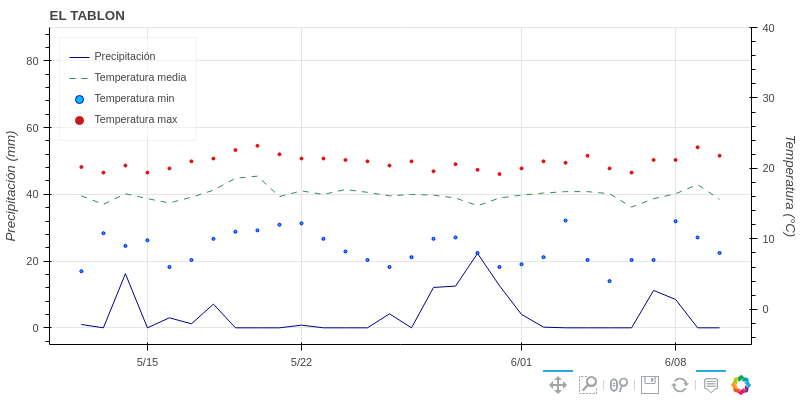 EL TABLON
Precipitación
Temperatura media
Temperatura min
Temperatura max
Precipitación (mm)
80
60
40
20
0
40
30
20
10
0
Temperatura (°C)
5/15
5/22
6/01
6/08